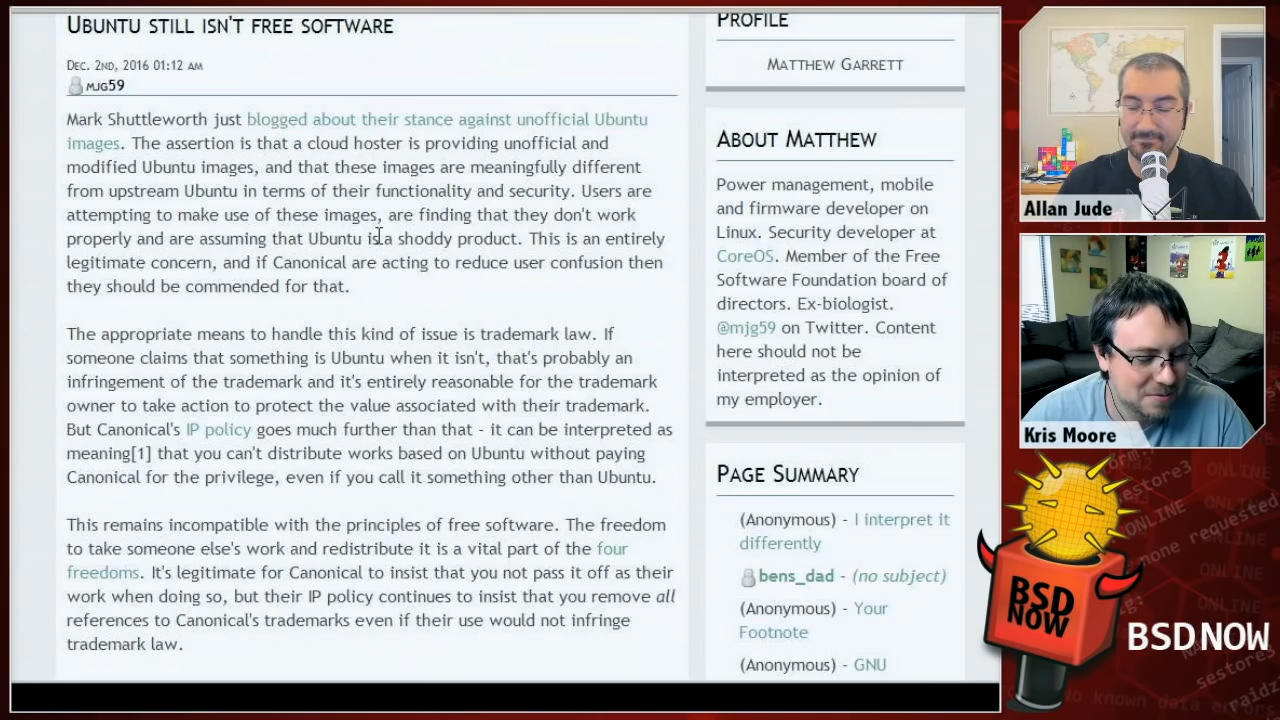 Ubuntu still isn't free software
Dec. 2nd, 2016 01:12 am
mjg59
Mark Shuttleworth just blogged about their stance against unofficial Ubuntu
images. The assertion is that a cloud hoster is providing unofficial and
modified Ubuntu images, and that these images are meaningfully different
from upstream Ubuntu in terms of their functionality and security. Users are
attempting to make use of these images, are finding that they don't work
properly and are assuming that Ubuntu is a shoddy product. This is an entirely
legitimate concern, and if Canonical are acting to reduce user confusion then
they should be commended for that.
The appropriate means to handle this kind of issue is trademark law. If
someone claims that something is Ubuntu when it isn't, that's probably an
infringement of the trademark and it's entirely reasonable for the trademark
owner to take action to protect the value associated with their trademark.
But Canonical's IP policy goes much further than that - it can be interpreted as
meaning[1] that you can't distribute works based on Ubuntu without paying
Canonical for the privilege, even if you call it something other than Ubuntu.
This remains incompatible with the principles of free software. The freedom
to take someone else's work and redistribute it is a vital part of the four
freedoms. It's legitimate for Canonical to insist that you not pass it off as their
work when doing so, but their IP policy continues to insist that you remove all
references to Canonical's trademarks even if their use would not infringe
trademark law.
Profile
Matthew Garrett
About Matthew
Power management, mobile
and firmware developer on
Linux. Security developer at
CoreOS. Member of the Free
Software Foundation board of
directors. Ex-biologist.
@mjg59 on Twitter. Content
here should not be
interpreted as the opinion of
my employer.
Page Summary
(Anonymous) - I interpret it
differently
bens_dad - (no subject)
(Anonymous) - Your
Footnote
(Anonymous) - GNU
Allan Jude
Kris Moore
BSD
NOW
BSDNOW
ONLINE
ONLINE
none requested
ONLINE
ONLINE
No known data errors